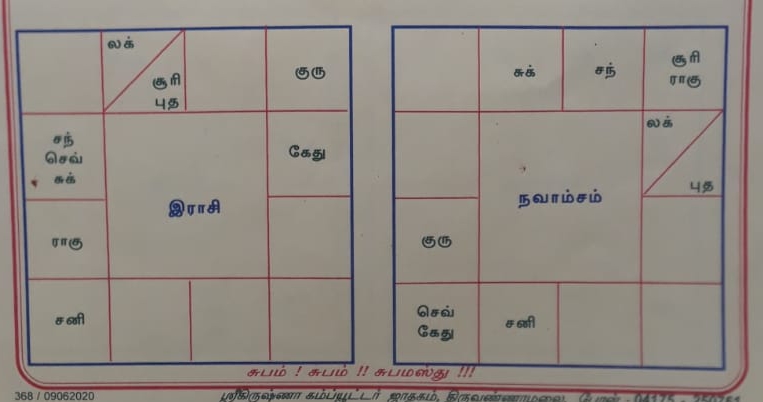 லக்
சூரி
புத
குரு
சந்
செவ்
சுக்
கேது
இராசி
ராகு
சனி
சுக்
சந்
சூரி
ராகு
லக்
புத
நவாம்சம்
குரு
செவ்
கேது
சனி
சுபம் ! சுபம் !! சுபமஸ்து !!!
368 / 09062020
ஸ்ரீகிருஷ்ணா கம்ப்யூட்டர் ஜாதகம், திருவண்ணாமலை. போன் : 04175 -